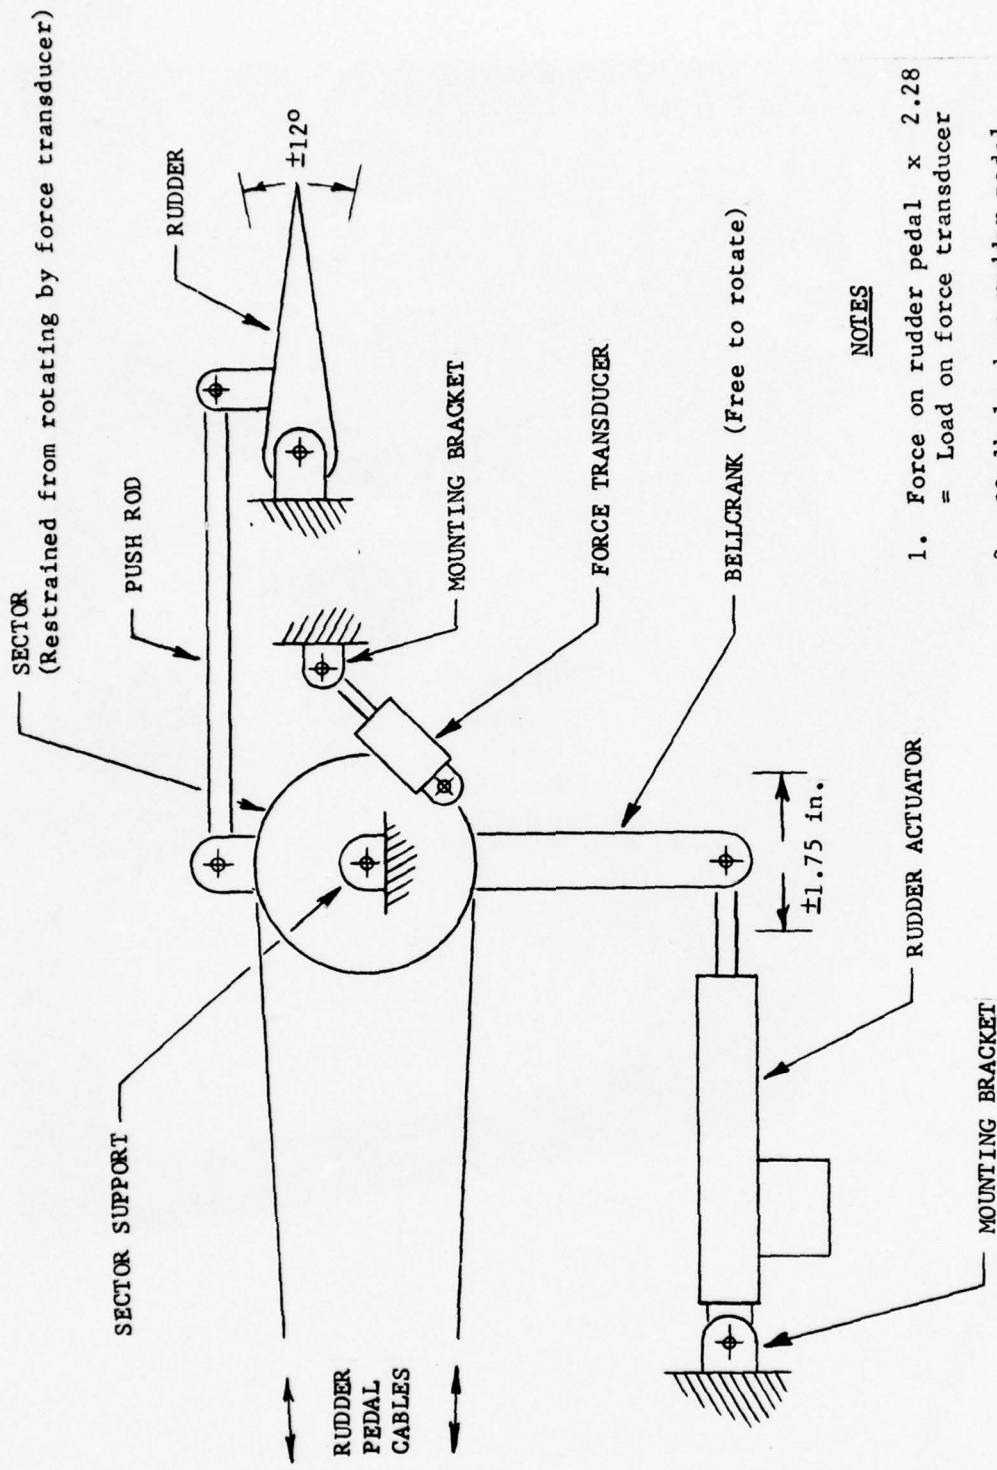 SECTOR
(Restrained from rotating by force transducer)
PUSH ROD
RUDDER
±12°
SECTOR SUPPORT
MOUNTING BRACKET
FORCE TRANSDUCER
RUDDER
PEDAL
CABLES
BELLCRANK (Free to rotate)
±1.75 in.
RUDDER ACTUATOR
MOUNTING BRACKET
NOTES
1. Force on rudder pedal x 2.28
= Load on force transducer